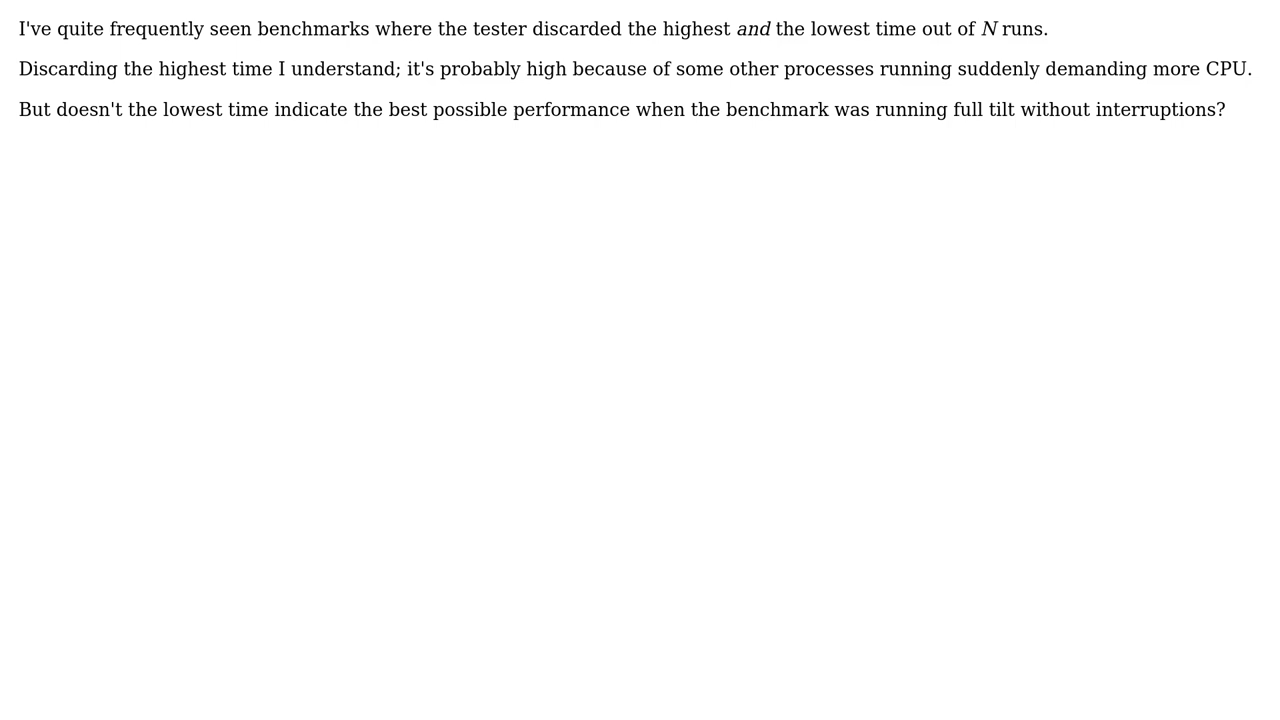 I've quite frequently seen benchmarks where the tester discarded the highest and the lowest time out of N runs.
Discarding the highest time I understand; it's probably high because of some other processes running suddenly demanding more CPU.
But doesn't the lowest time indicate the best possible performance when the benchmark was running full tilt without interruptions?